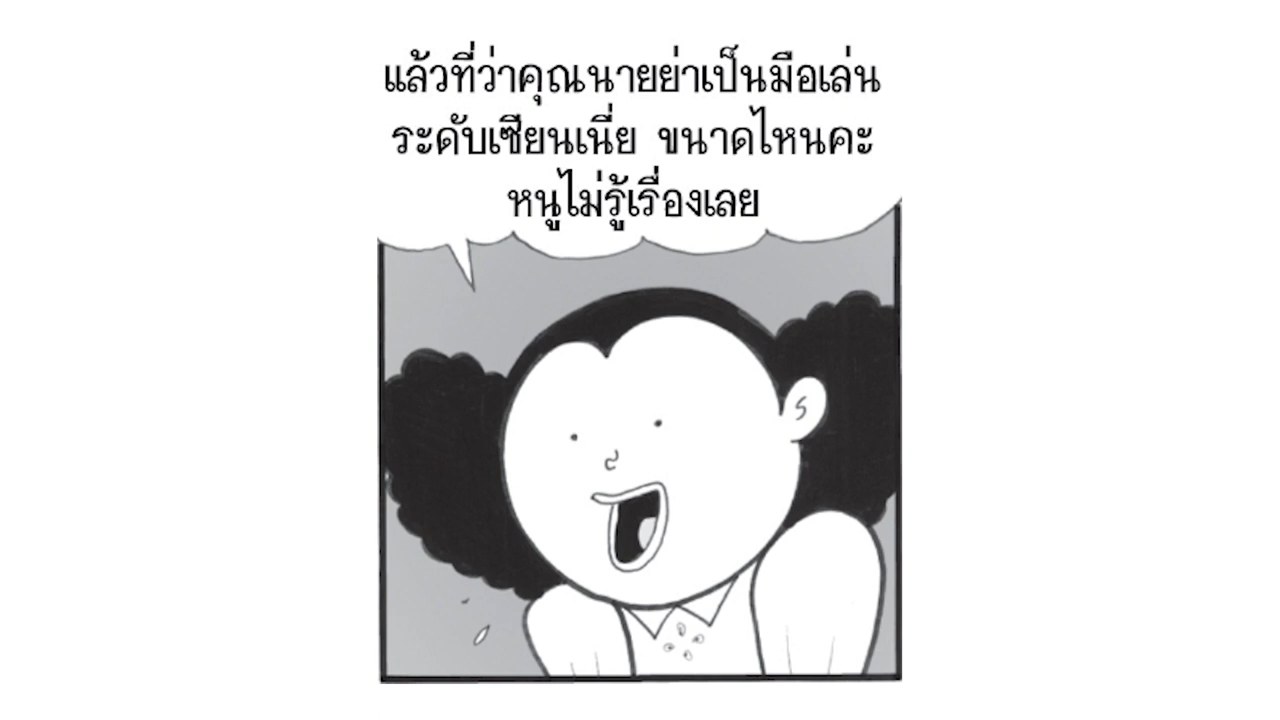 แล้วที่ว่าคุณนายย่าเป็นมือเล่น
ระดับเซียนเนี่ย ขนาดไหนคะ
หนูไม่รู้เรื่องเลย